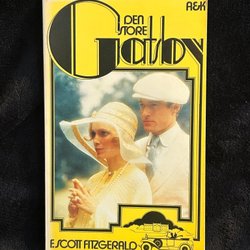 A&K
DEN
STORE
Gatsby
F. SCOTT FITZGERALD